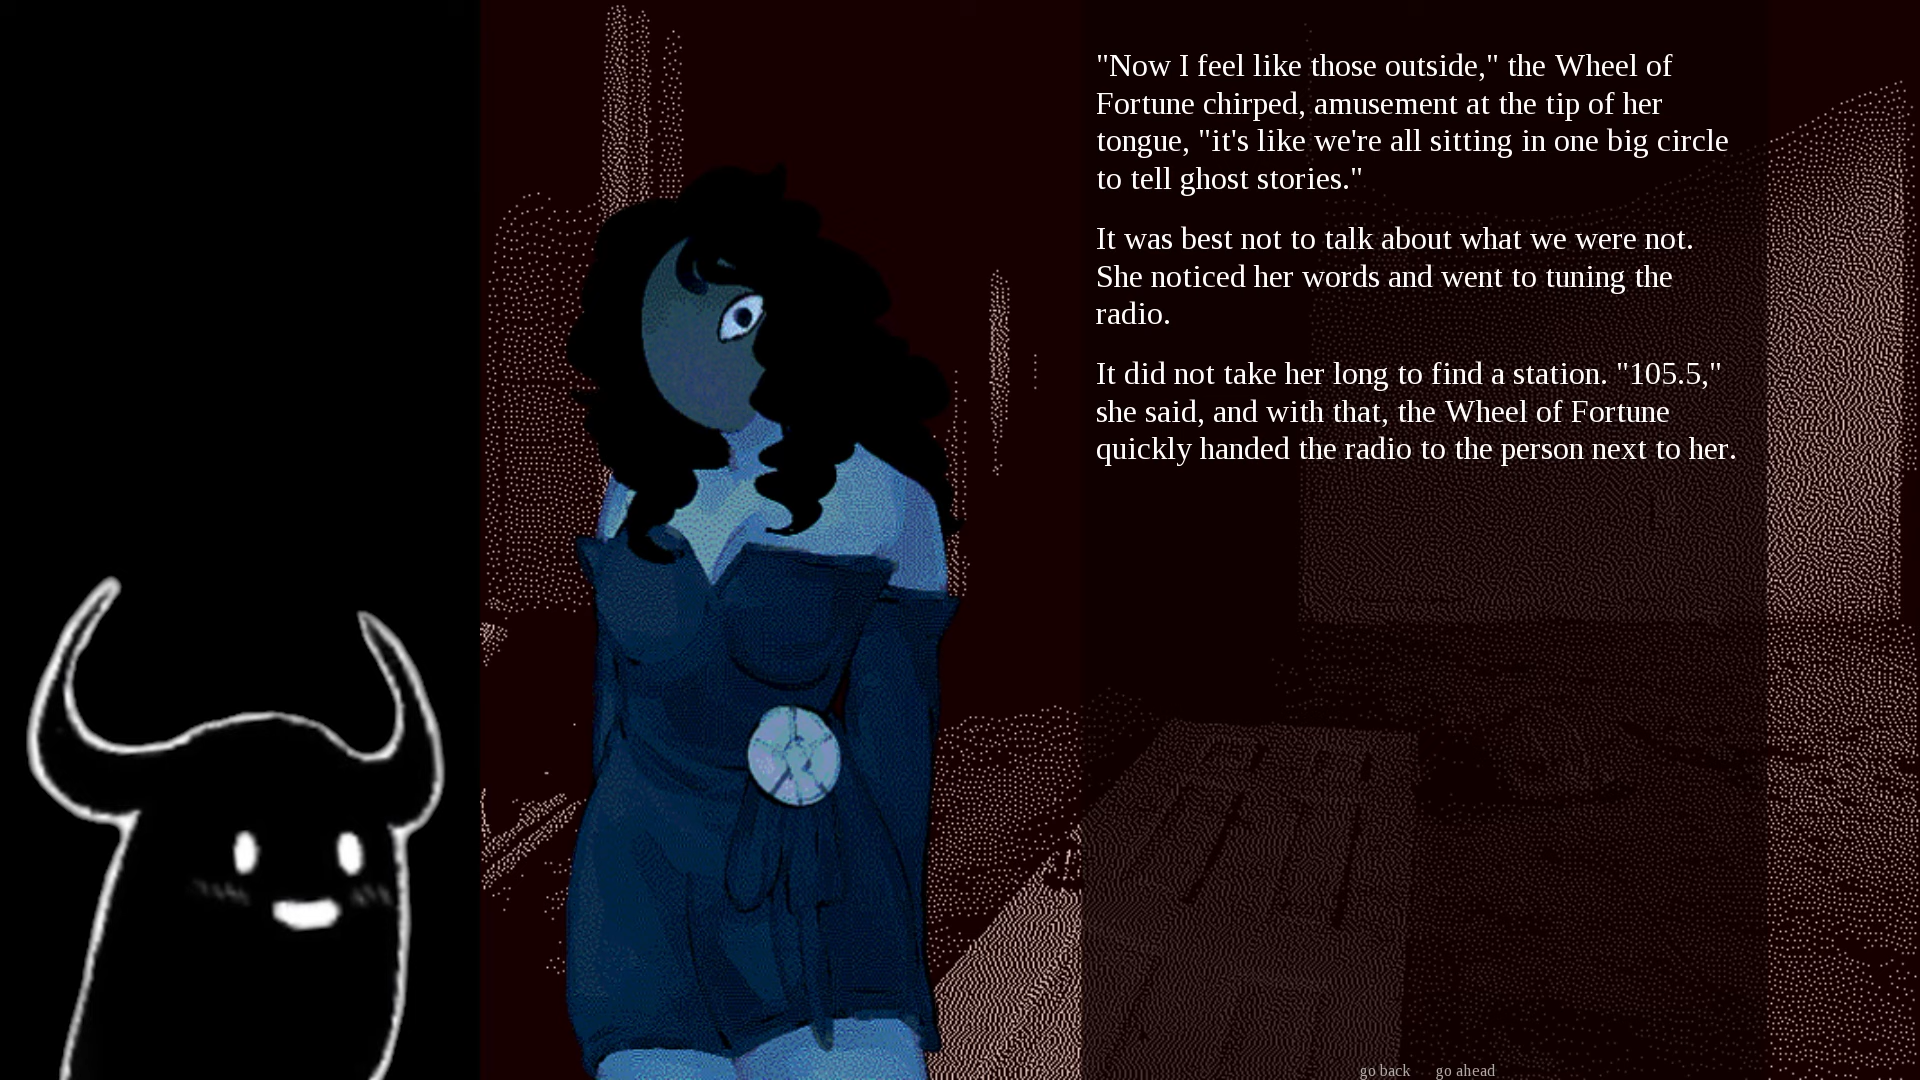 "Now I feel like those outside," the Wheel of
Fortune chirped, amusement at the tip of her
tongue, "it's like we're all sitting in one big circle
to tell ghost stories."
It was best not to talk about what we were not.
She noticed her words and went to tuning the
radio.
It did not take her long to find a station. "105.5,"
she said, and with that, the Wheel of Fortune
quickly handed the radio to the person next to her.
go back go ahead